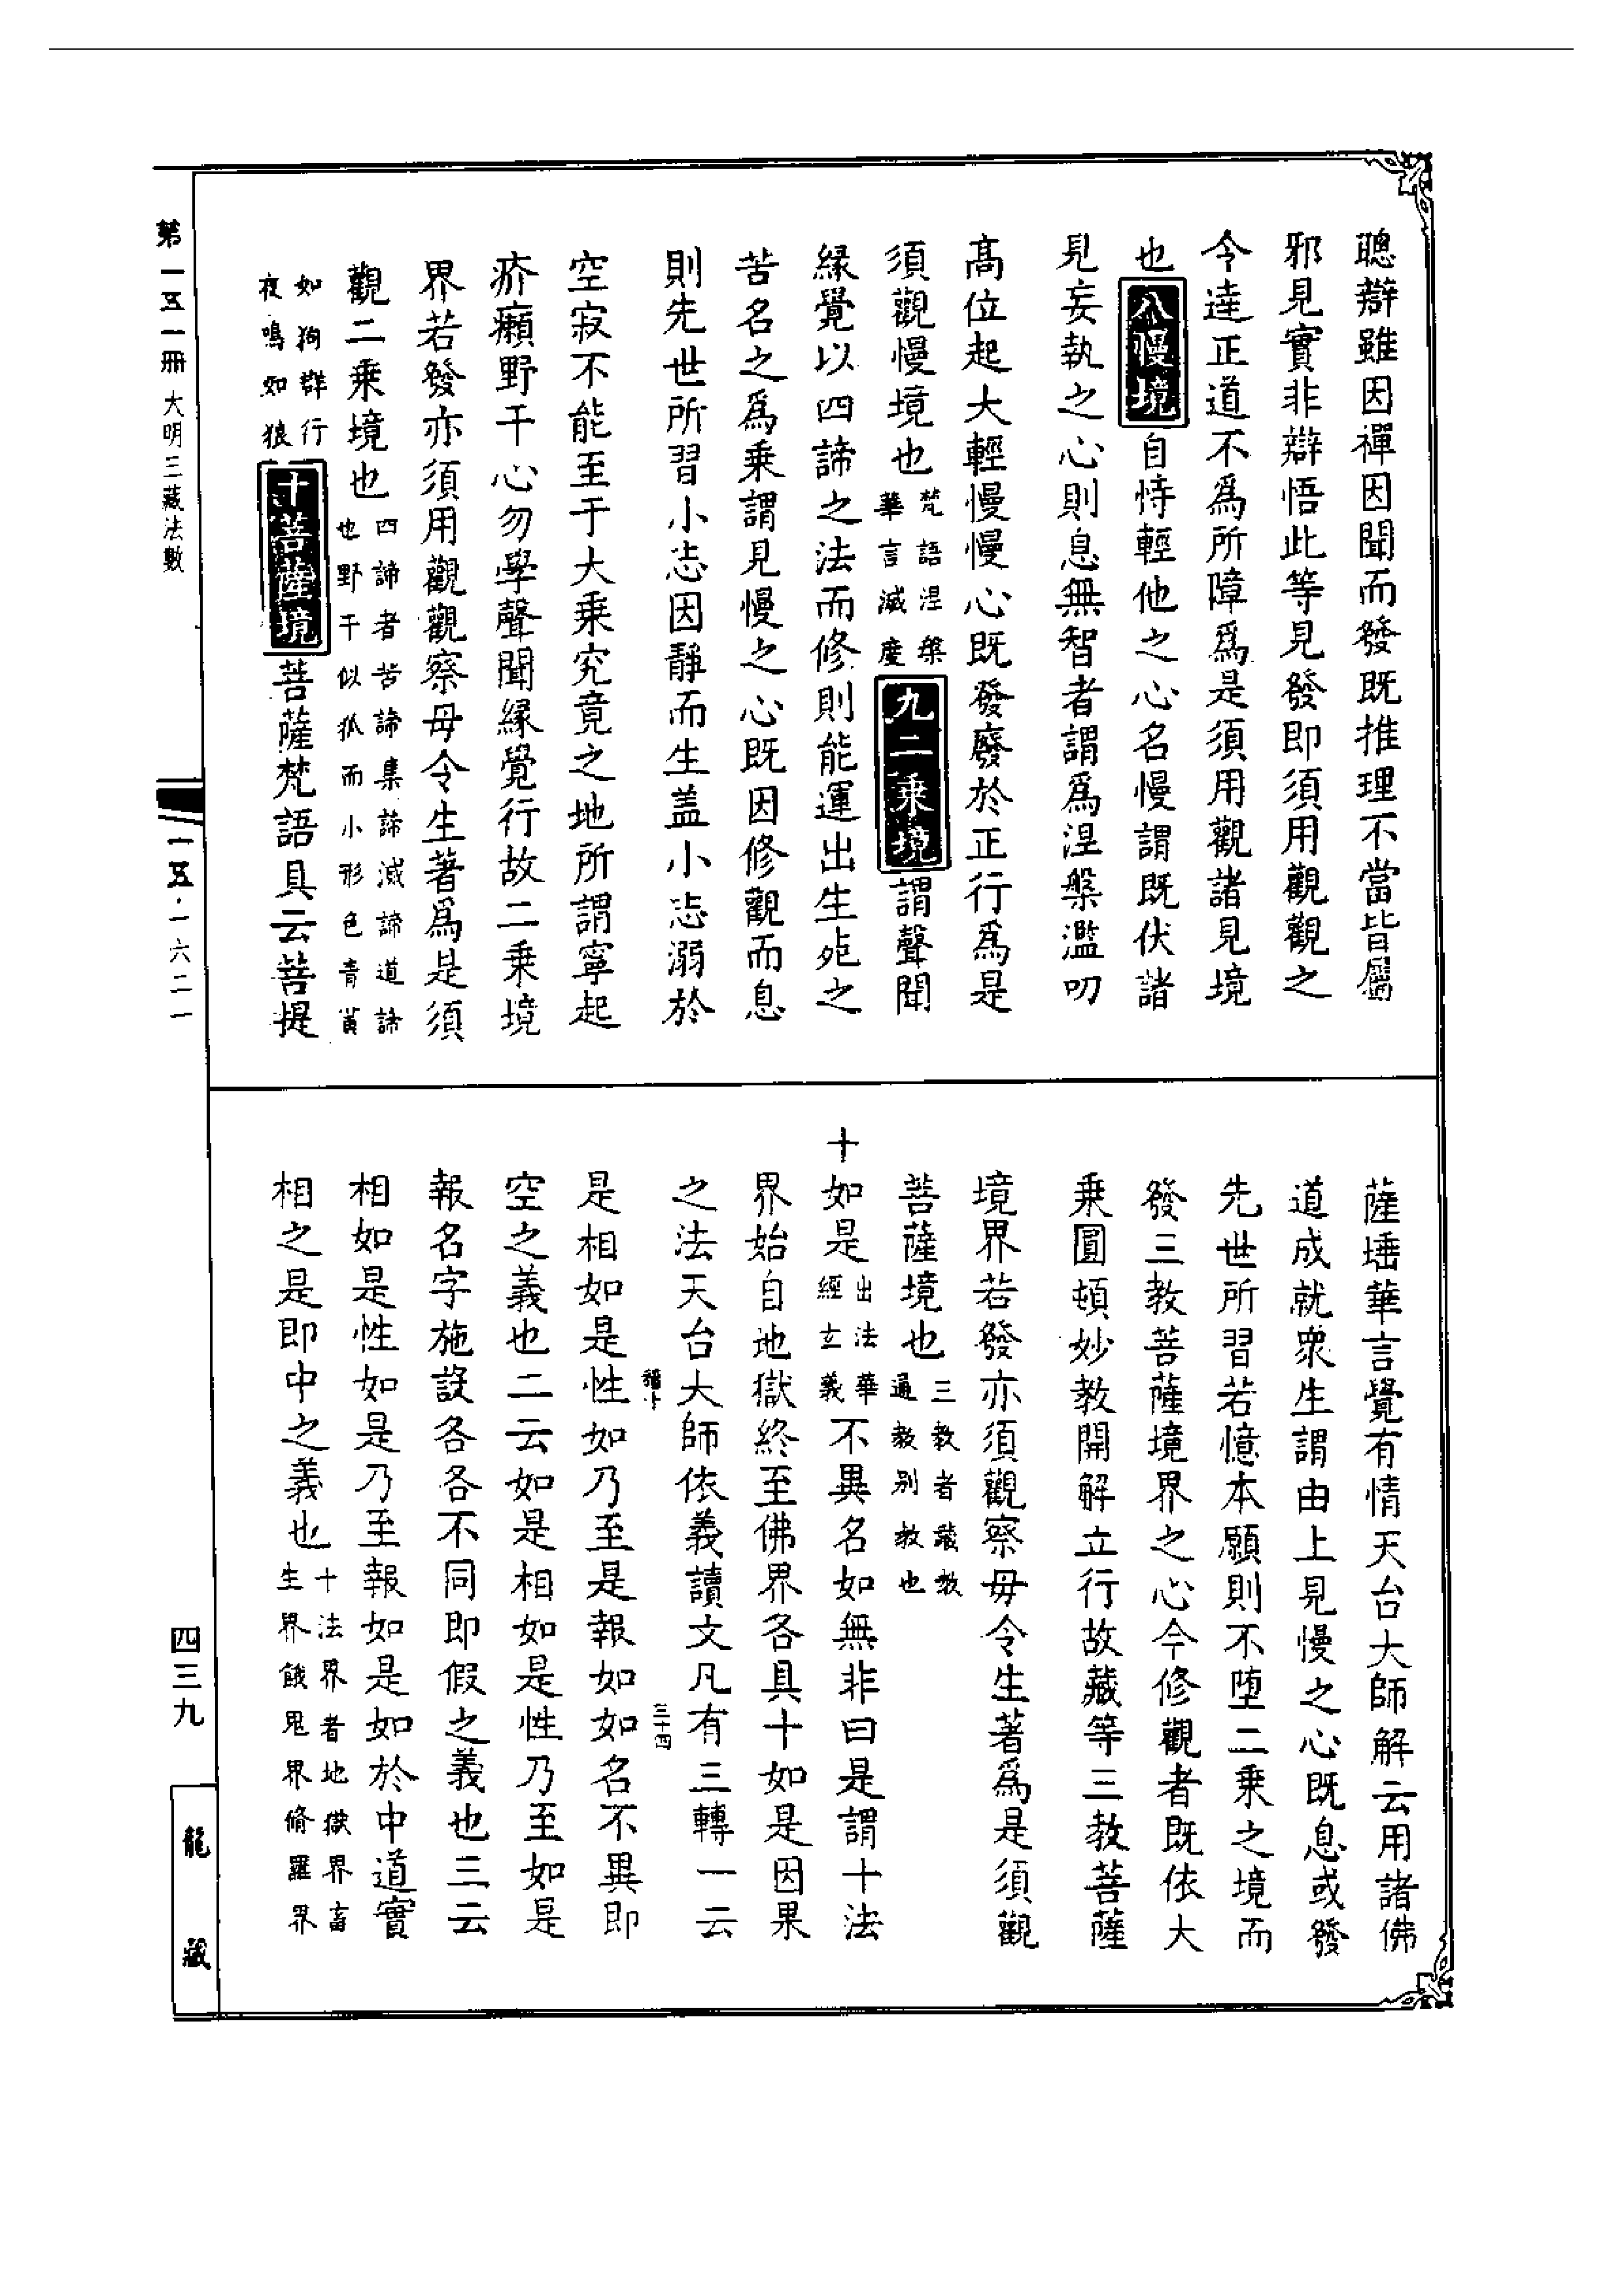 聰辯雖因禪因聞而發既推理不當皆屬
邪見實非辯悟此等見發即須用觀觀之
令達正道不爲所障爲是須用觀諸見境
也八慢境自恃輕他之心名慢謂既伏諸
見妄執之心則息無智者謂爲涅槃濫叨
高位起大輕慢慢心既發廢於正行爲是
須觀慢境也梵語涅槃
華言滅度九二乘境謂聲聞
緣覺以四諦之法而修則能運出生死之
苦名之爲乘謂見慢之心既因修觀而息
則先世所習小志因靜而生盖小志溺於
空寂不能至于大乘究竟之地所謂寧起
疥癩野干心勿學聲聞緣覺行故二乘境
界若發亦須用觀觀察毋令生著爲是須
觀二乘境也四諦者苦諦集諦滅諦道諦
也野干似狐而小形色青黃
如狗群行
夜鳴如狼十菩薩境菩薩梵語具云菩提
薩埵華言覺有情天台大師解云用諸佛
道成就衆生謂由上見慢之心既息或發
先世所習若憶本願則不墮二乘之境而
發三教菩薩境界之心今修觀者既依大
乘圓頓妙教開解立行故藏等三教菩薩
境界若發亦須觀察毋令生著爲是須觀
菩薩境也三教者藏教
通教別教也
十如是出法華
經玄義不異名如無非曰是謂十法
界始自地獄終至佛界各具十如是因果
之法天台大師依義讀文凡有三轉一云
是相如是性如乃至是報如如名不異即
空之義也二云如是相如是性乃至如是
報名字施設各各不同即假之義也三云
相如是性如是乃至報如是如於中道實
相之是即中之義也十法界者地獄界畜
生界餓鬼界脩羅界
三十四
第一五一冊 大明三藏法數
一五·一六二一
四三九
龍藏